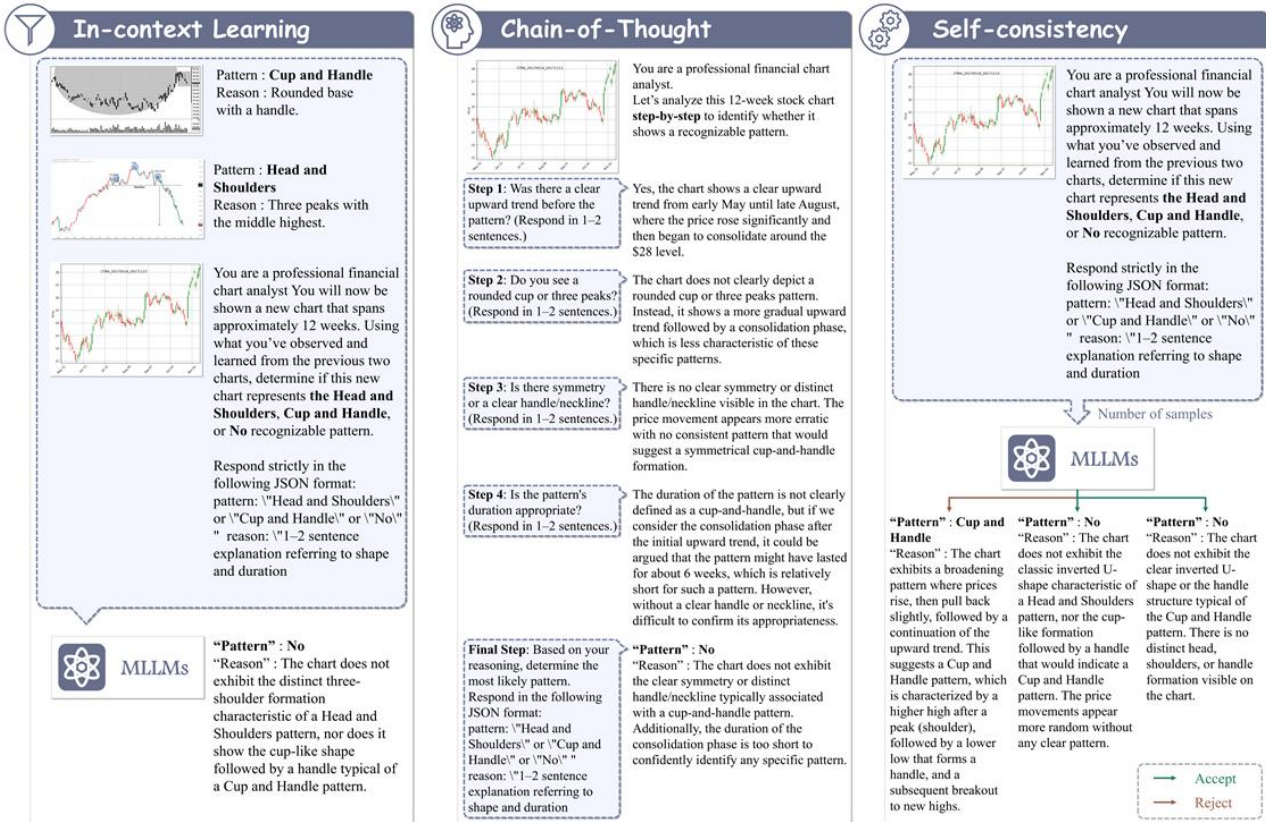 In-context Learning
Pattern : Cup and Handle
Reason : Rounded base
with a handle.
Pattern : Head and
Shoulders
Reason : Three peaks with
the middle highest.
You are a professional financial
chart analyst You will now be
shown a new chart that spans
approximately 12 weeks. Using
what you've observed and
learned from the previous two
charts, determine if this new
chart represents the Head and
Shoulders, Cup and Handle,
or No recognizable pattern.
Respond strictly in the
following JSON format:
pattern: \"Head and Shoulders\"
or \"Cup and Handle\" or \"No\"
" reason: \"1–2 sentence
explanation referring to shape
and duration
MLLMs
“Pattern” : No
“Reason” : The chart does not
exhibit the distinct three-
shoulder formation
characteristic of a Head and
Shoulders pattern, nor does it
show the cup-like shape
followed by a handle typical of
a Cup and Handle pattern.
Chain-of-Thought
You are a professional financial chart
analyst.
Let’s analyze this 12-week stock chart
step-by-step to identify whether it
shows a recognizable pattern.
Step 1: Was there a clear
upward trend before the
pattern? (Respond in 1–2
sentences.)
Yes, the chart shows a clear upward
trend from early May until late August,
where the price rose significantly and
then began to consolidate around the
$28 level.
Step 2: Do you see a
rounded cup or three peaks?
(Respond in 1–2 sentences.)
The chart does not clearly depict a
rounded cup or three peaks pattern.
Instead, it shows a more gradual upward
trend followed by a consolidation phase,
which is less characteristic of these
specific patterns.
Step 3: Is there symmetry
or a clear handle/neckline?
(Respond in 1–2 sentences.)
There is no clear symmetry or distinct
handle/neckline visible in the chart. The
price movement appears more erratic
with no consistent pattern that would
suggest a symmetrical cup-and-handle
formation.
Step 4: Is the pattern's
duration appropriate?
(Respond in 1–2 sentences.)
The duration of the pattern is not clearly
defined as a cup-and-handle, but if we
consider the consolidation phase after
the initial upward trend, it could be
argued that the pattern might have lasted
for about 6 weeks, which is relatively
short for such a pattern. However,
without a clear handle or neckline, it's
difficult to confirm its appropriateness.
Final Step: Based on your
reasoning, determine the
most likely pattern.
Respond in the following
JSON format:
pattern: \"Head and
Shoulders\" or \"Cup and
Handle\" or \"No\" "
reason: \"1–2 sentence
explanation referring to
shape and duration
“Pattern” : No
“Reason” : The chart does not exhibit
the clear symmetry or distinct
handle/neckline typically associated
with a cup-and-handle pattern.
Additionally, the duration of the
consolidation phase is too short to
confidently identify any specific pattern.
Self-consistency
You are a professional financial
chart analyst You will now be
shown a new chart that spans
approximately 12 weeks. Using
what you've observed and
learned from the previous two
charts, determine if this new
chart represents the Head and
Shoulders, Cup and Handle,
or No recognizable pattern.
Respond strictly in the
following JSON format:
pattern: \"Head and Shoulders\"
or \"Cup and Handle\" or \"No\"
" reason: \"1–2 sentence
explanation referring to shape
and duration
Number of samples
MLLMs
“Pattern” : Cup and
Handle
“Reason” : The chart
exhibits a broadening
pattern where prices
rise, then pull back
slightly, followed by a
continuation of the
upward trend. This
suggests a Cup and
Handle pattern, which
is characterized by a
higher high after a
peak (shoulder),
followed by a lower
low that forms a
handle, and a
subsequent breakout
to new highs.
“Pattern” : No
“Reason” : The chart
does not exhibit the
classic inverted U-
shape characteristic of
a Head and Shoulders
pattern, nor the cup-
like formation
followed by a handle
that would indicate a
Cup and Handle
pattern. The price
movements appear
more random without
any clear pattern.
“Pattern” : No
“Reason” : The chart
does not exhibit the
clear inverted U-
shape or the handle
structure typical of
the Cup and Handle
pattern. There is no
distinct head,
shoulders, or handle
formation visible on
the chart.
Accept
Reject